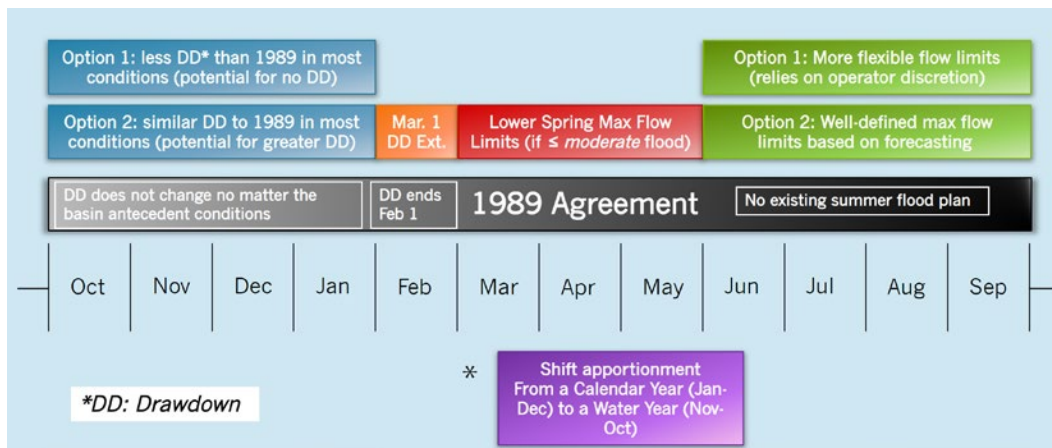 Option 1: less DD* than 1989 in most
conditions (potential for no DD)
Option 1: More flexible flow limits
(relies on operator discretion)
Option 2: similar DD to 1989 in most
conditions (potential for greater DD)
Mar. 1
DD Ext.
Lower Spring Max Flow
Limits (if ≤ moderate flood)
Option 2: Well-defined max flow
limits based on forecasting
DD does not change no matter the
basin antecedent conditions
DD ends
Feb 1
1989 Agreement
No existing summer flood plan
Oct Nov Dec Jan Feb Mar Apr May Jun Jul Aug Sep
*
Shift apportionment
From a Calendar Year (Jan-
Dec) to a Water Year (Nov-
Oct)
*DD: Drawdown